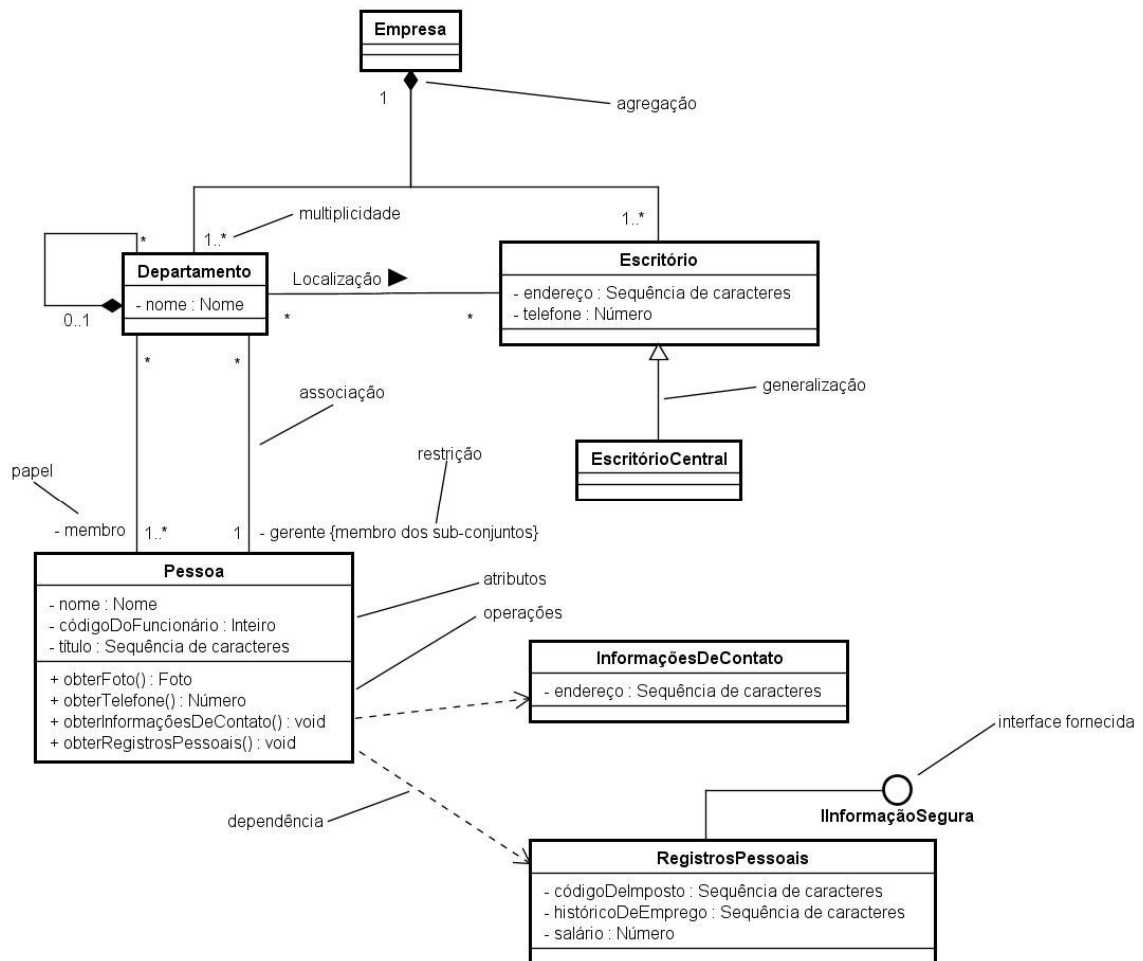 Empresa
1
agregação
multiplicidade
1..*
1..*
*
Departamento
- nome : Nome
0..1
Localização
*
*
Escritório
- endereço : Sequência de caracteres
- telefone : Número
*
*
associação
generalização
restrição
EscritórioCentral
papel
- membro
1..*
1
- gerente {membro dos sub-conjuntos}
Pessoa
- nome : Nome
- códigoDoFuncionário : Inteiro
- título : Sequência de caracteres
+ obterFoto() : Foto
+ obterTelefone() : Número
+ obterInformaçõesDeContato() : void
+ obterRegistrosPessoais() : void
atributos
operações
InformaçõesDeContato
- endereço : Sequência de caracteres
interface fornecida
IInformaçãoSegura
dependência
RegistrosPessoais
- códigoDeImposto : Sequência de caracteres
- históricoDeEmprego : Sequência de caracteres
- salário : Número